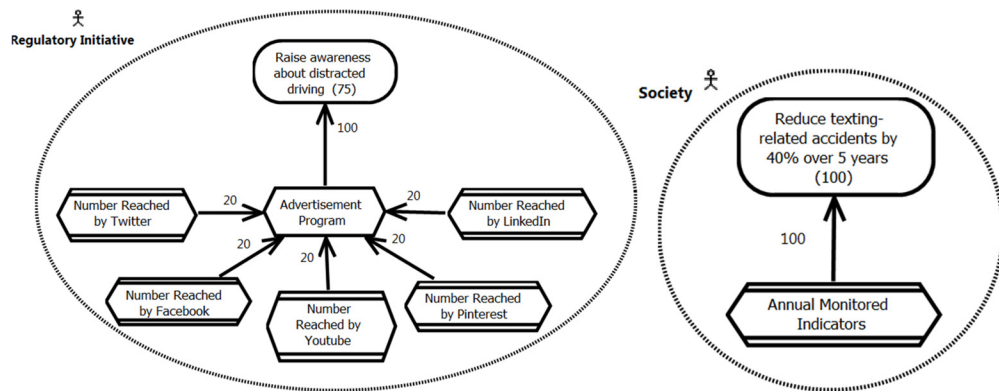 Regulatory Initiative
Raise awareness
about distracted
driving (75)
100
Number Reached
by Twitter
20
Advertisement
Program
20
Number Reached
by LinkedIn
20
20
20
Number Reached
by Facebook
Number
Reached by
Youtube
Number Reached
by Pinterest
Society
Reduce texting-
related accidents by
40% over 5 years
(100)
100
Annual Monitored
Indicators